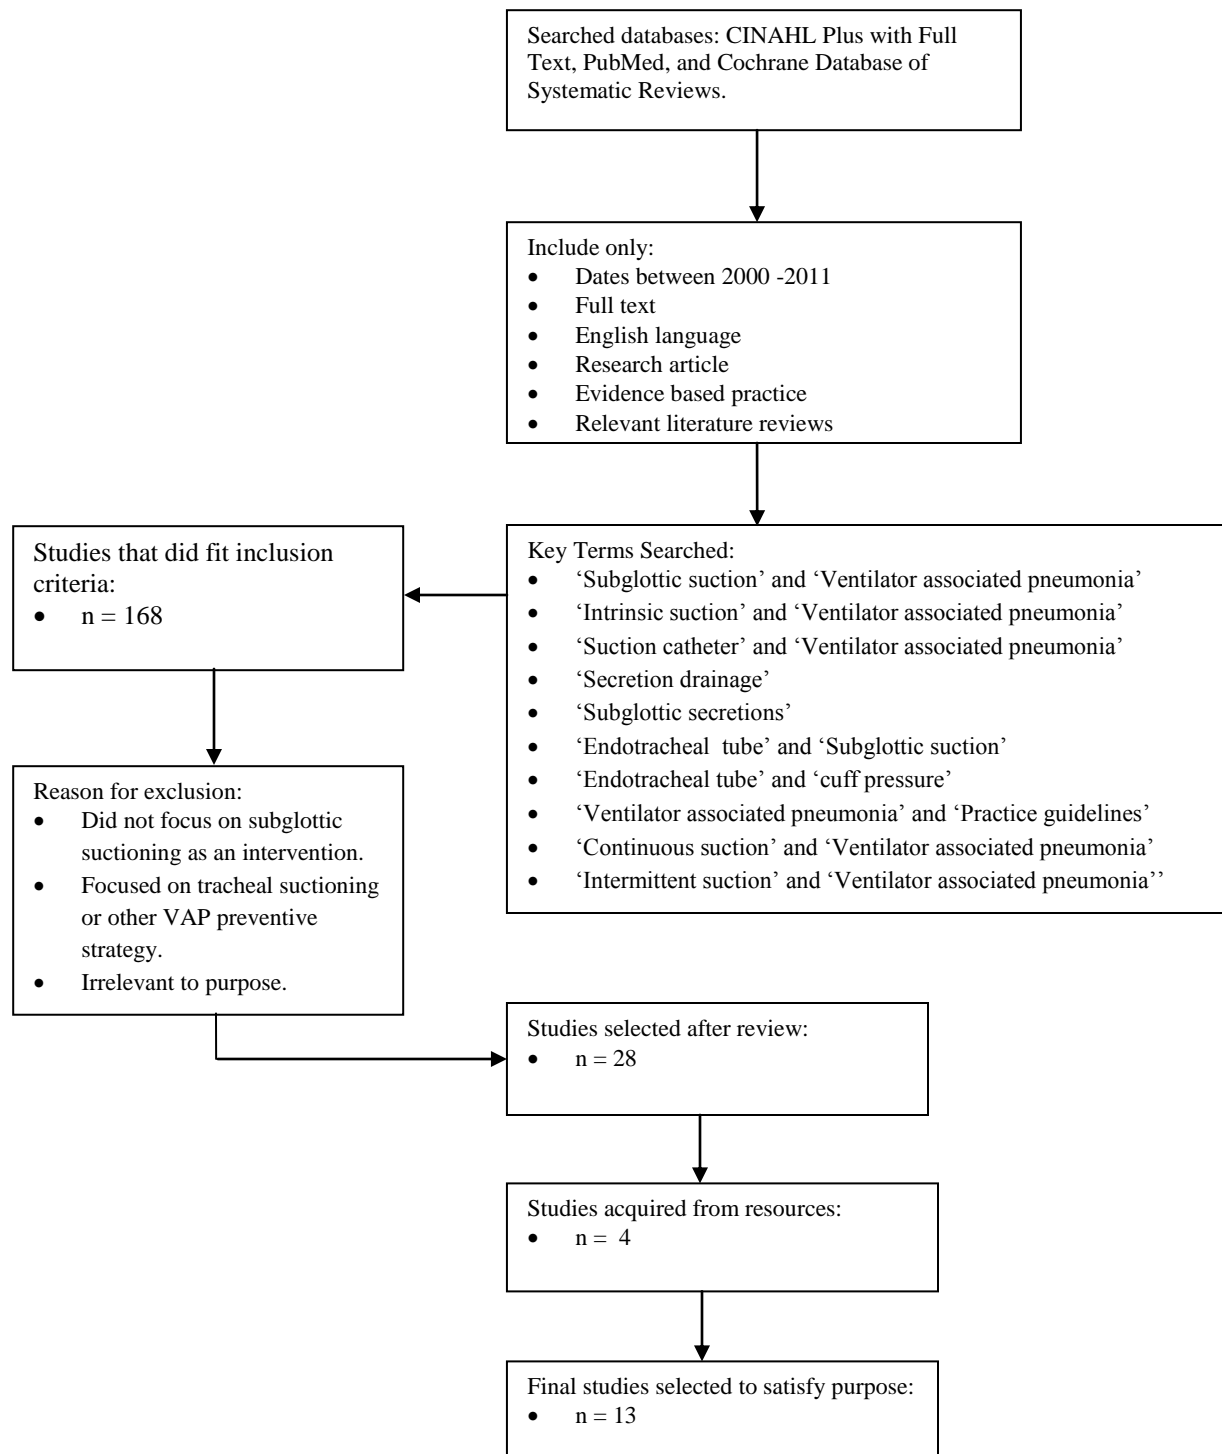 Searched databases: CINAHL Plus with Full
Text, PubMed, and Cochrane Database of
Systematic Reviews.
Include only:
• Dates between 2000 -2011
• Full text
• English language
• Research article
• Evidence based practice
• Relevant literature reviews
Key Terms Searched:
• ‘Subglottic suction’ and ‘Ventilator associated pneumonia’
• ‘Intrinsic suction’ and ‘Ventilator associated pneumonia’
• ‘Suction catheter’ and ‘Ventilator associated pneumonia’
• ‘Secretion drainage’
• ‘Subglottic secretions’
• ‘Endotracheal  tube’ and ‘Subglottic suction’
• ‘Endotracheal tube’ and ‘cuff pressure’
• ‘Ventilator associated pneumonia’ and ‘Practice guidelines’
• ‘Continuous suction’ and ‘Ventilator associated pneumonia’
• ‘Intermittent suction’ and ‘Ventilator associated pneumonia’’
Studies that did fit inclusion
criteria:
• n = 168
Reason for exclusion:
• Did not focus on subglottic
suctioning as an intervention.
• Focused on tracheal suctioning
or other VAP preventive
strategy.
• Irrelevant to purpose.
Studies selected after review:
• n = 28
Studies acquired from resources:
• n =  4
Final studies selected to satisfy purpose:
• n = 13